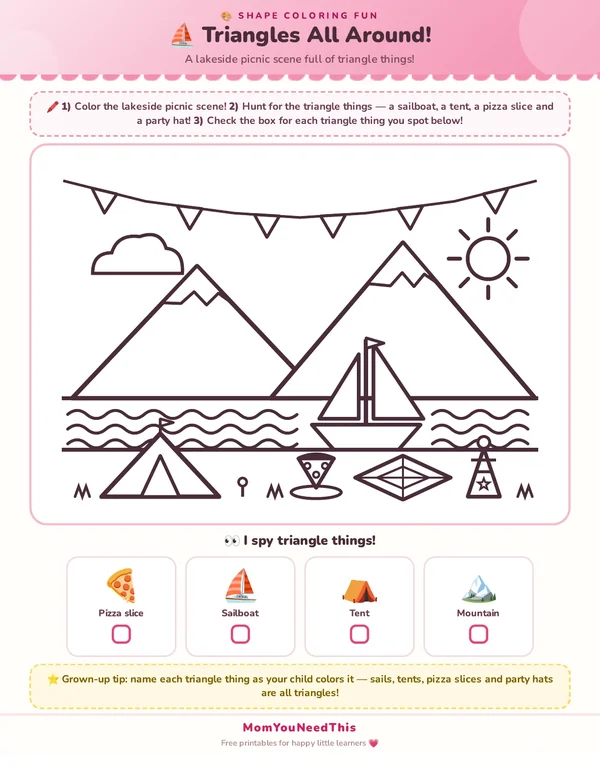 🎨 SHAPE COLORING FUN
⛵ Triangles All Around!
A lakeside picnic scene full of triangle things!
🖍️ 1) Color the lakeside picnic scene! 2) Hunt for the triangle things — a sailboat, a tent, a pizza slice and
a party hat! 3) Check the box for each triangle thing you spot below!
👀 I spy triangle things!
Pizza slice
Sailboat
Tent
Mountain
⭐ Grown-up tip: name each triangle thing as your child colors it — sails, tents, pizza slices and party hats
are all triangles!
MomYouNeedThis
Free printables for happy little learners 💗